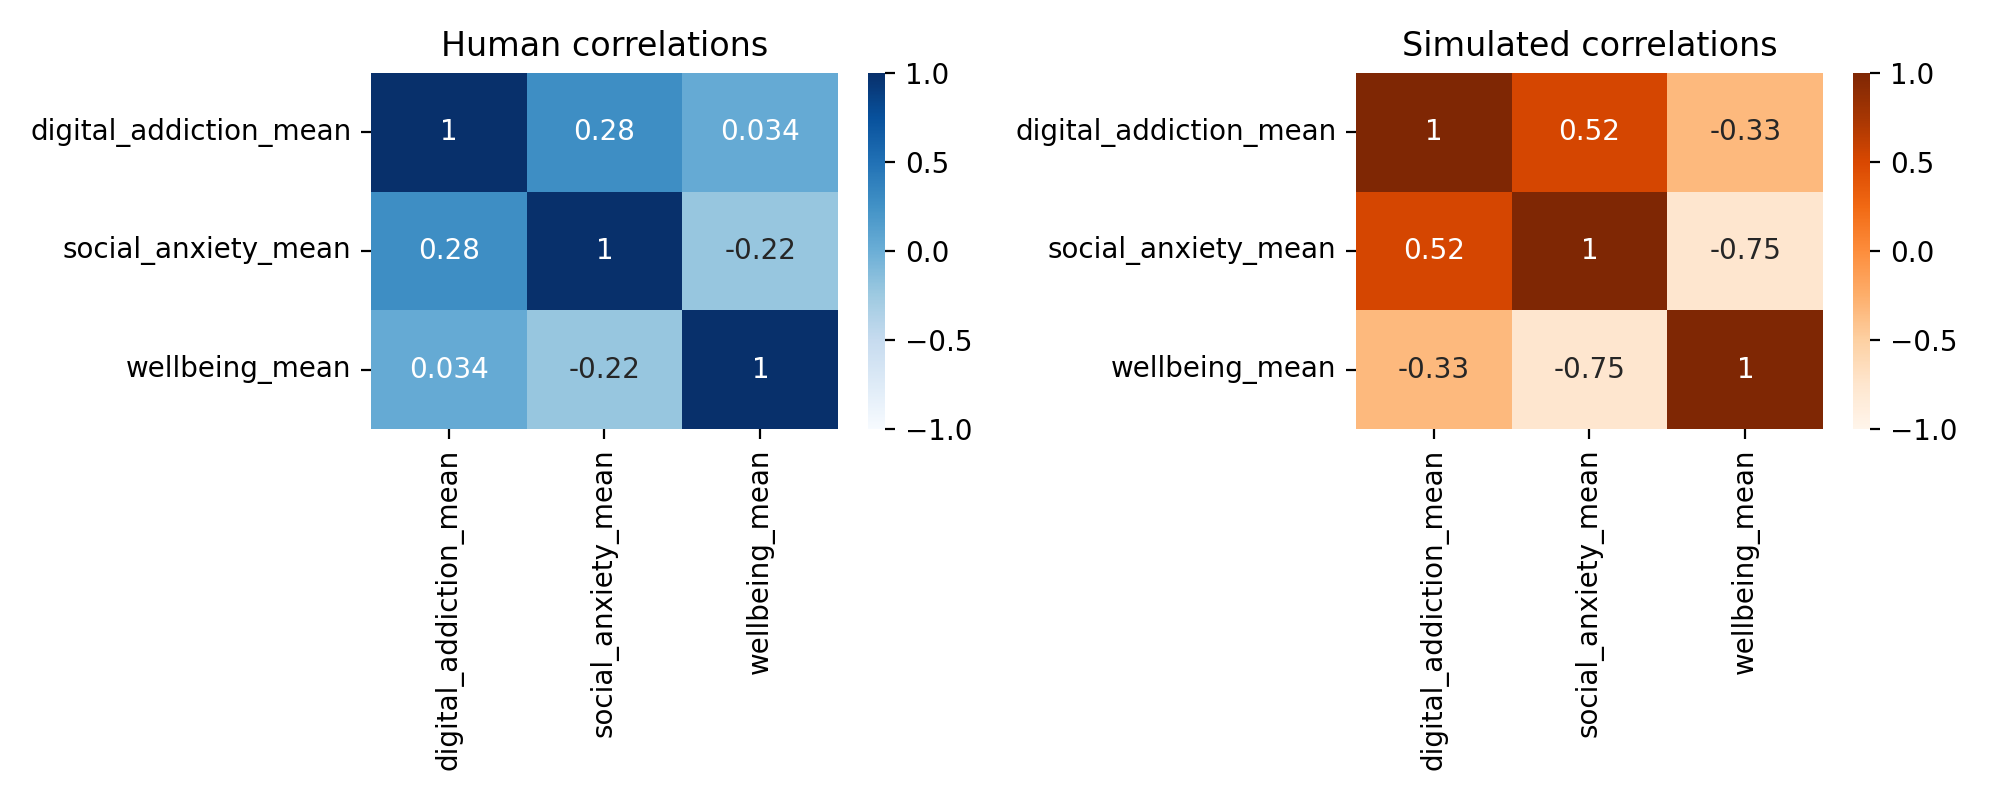 Human correlations
digital_addiction_mean
social_anxiety_mean
wellbeing_mean
1 0.28 0.034
0.28 1 -0.22
0.034 -0.22 1
digital_addiction_mean
social_anxiety_mean
wellbeing_mean
1.0
0.5
0.0
−0.5
−1.0
Simulated correlations
digital_addiction_mean
social_anxiety_mean
wellbeing_mean
1 0.52 -0.33
0.52 1 -0.75
-0.33 -0.75 1
digital_addiction_mean
social_anxiety_mean
wellbeing_mean
1.0
0.5
0.0
−0.5
−1.0